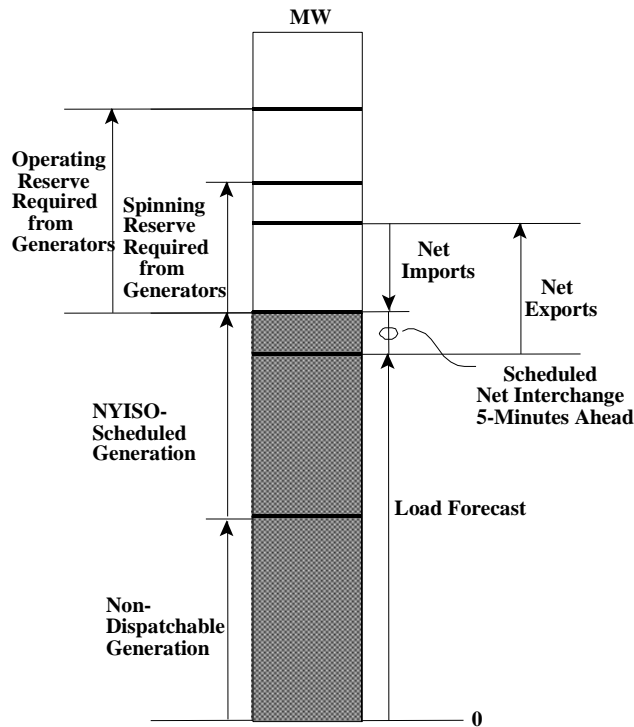 MW
Operating
Reserve
Required
from
Generators
Spinning
Reserve
Required
from
Generators
Net
Imports
Net
Exports
Scheduled
Net Interchange
5-Minutes Ahead
NYISO-
Scheduled
Generation
Load Forecast
Non-
Dispatchable
Generation
0